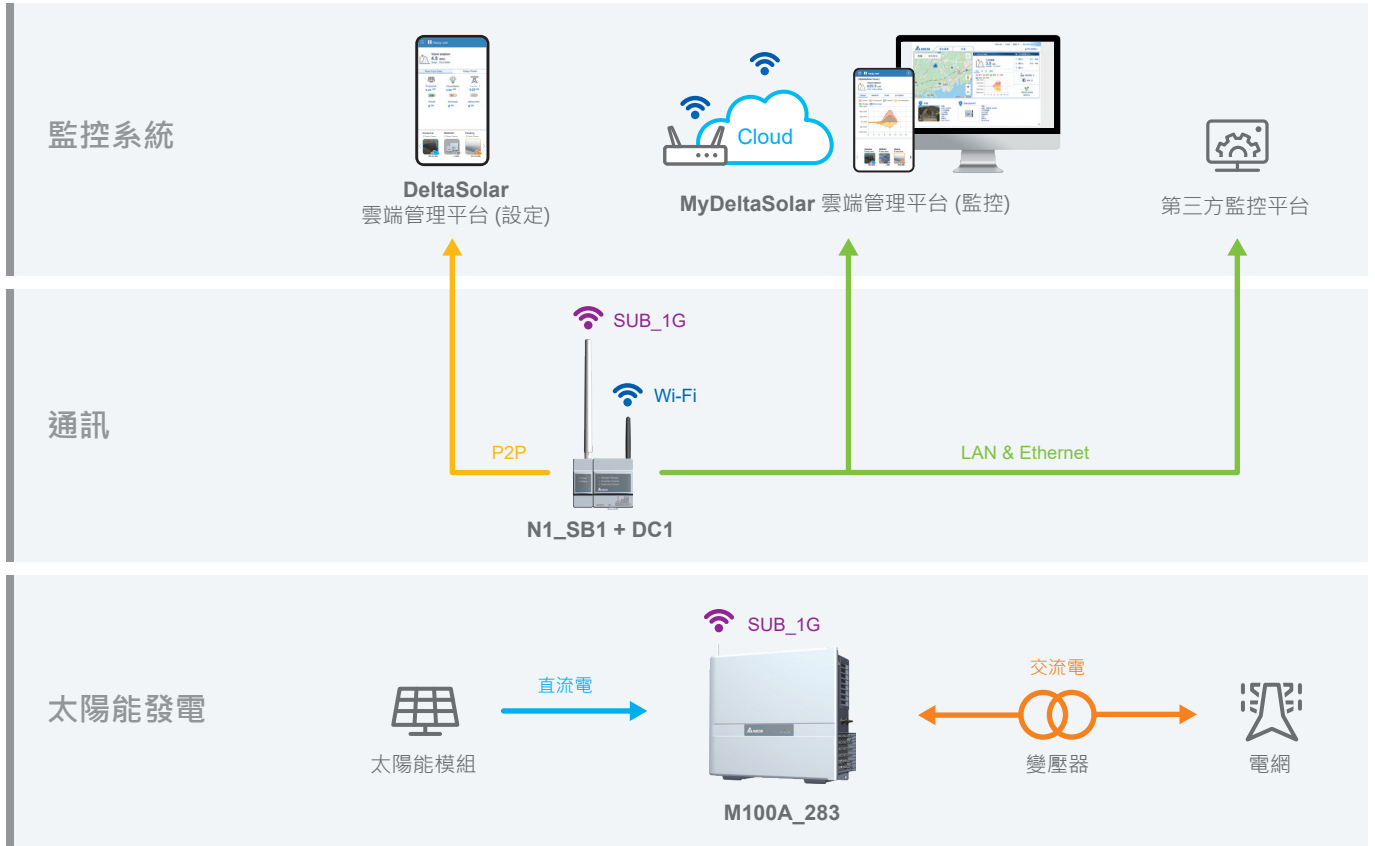 Cloud
監控系統
DeltaSolar
雲端管理平台 (設定)
MyDeltaSolar 雲端管理平台 (監控)
第三方監控平台
SUB_1G
Wi-Fi
通訊
P2P
LAN & Ethernet
N1_SB1 + DC1
SUB_1G
太陽能發電
直流電
交流電
太陽能模組
變壓器
電網
M100A_283